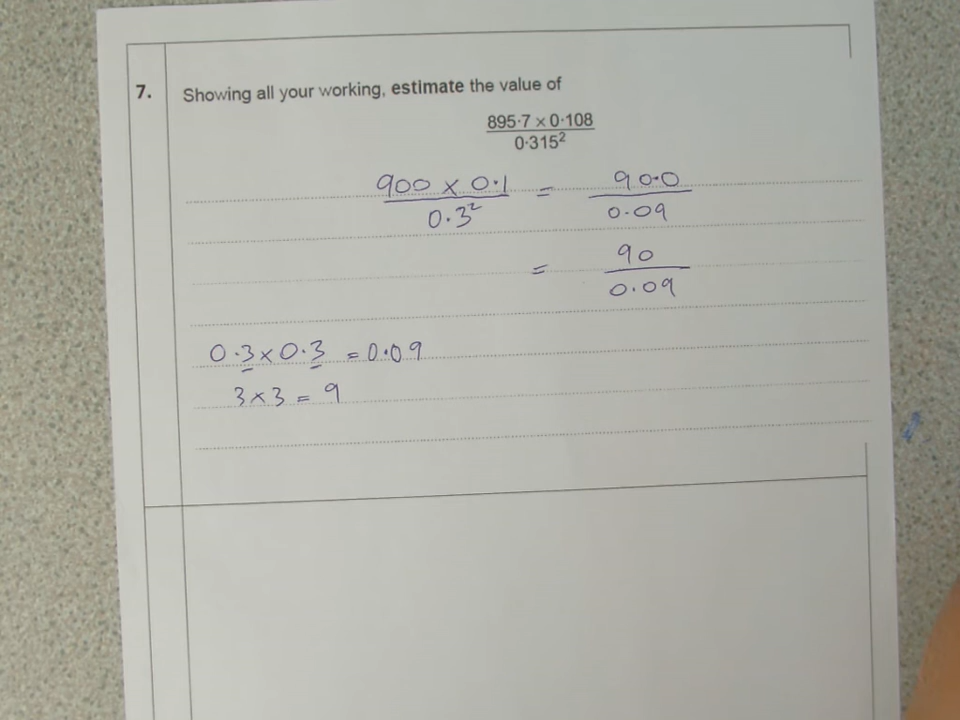 7. Showing all your working, estimate the value of
895·7 × 0·108
0·315²
900 × 0.1 = 90.0
0.3² 0.09
= 90
0.09
0.3 × 0.3 = 0.09
3 × 3 = 9